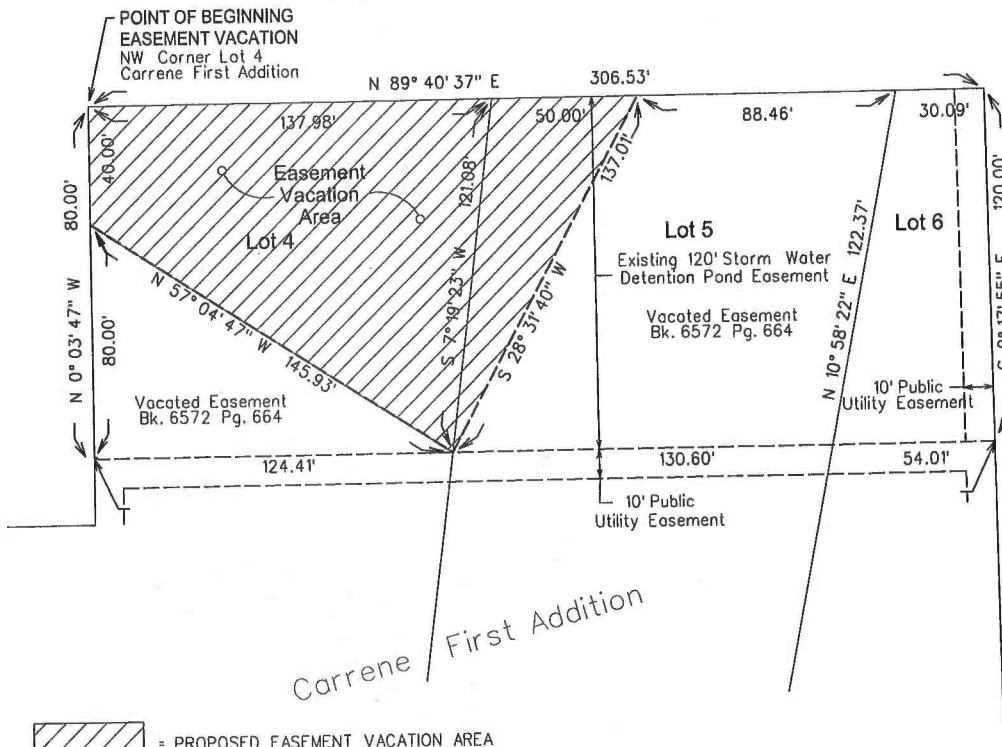 POINT OF BEGINNING
EASEMENT VACATION
NW Corner Lot 4
Carrene First Addition
N 89° 40' 37" E
306.53'
137.98'
50.00'
88.46'
30.09'
40.00'
80.00'
Easement
Vacation
Area
Lot 4
121.08'
137.01'
120.00'
Lot 5
Lot 6
Existing 120' Storm Water
Detention Pond Easement
Vacated Easement
Bk. 6572 Pg. 664
N 57° 04' 47" W 145.93'
S 7° 19' 23" W
S 28° 31' 40" W
N 10° 58' 22" E 122.37'
N 0° 03' 47" W
80.00'
Vacated Easement
Bk. 6572 Pg. 664
10' Public
Utility Easement
124.41'
130.60'
54.01'
10' Public
Utility Easement
Carrene First Addition
= PROPOSED EASEMENT VACATION AREA